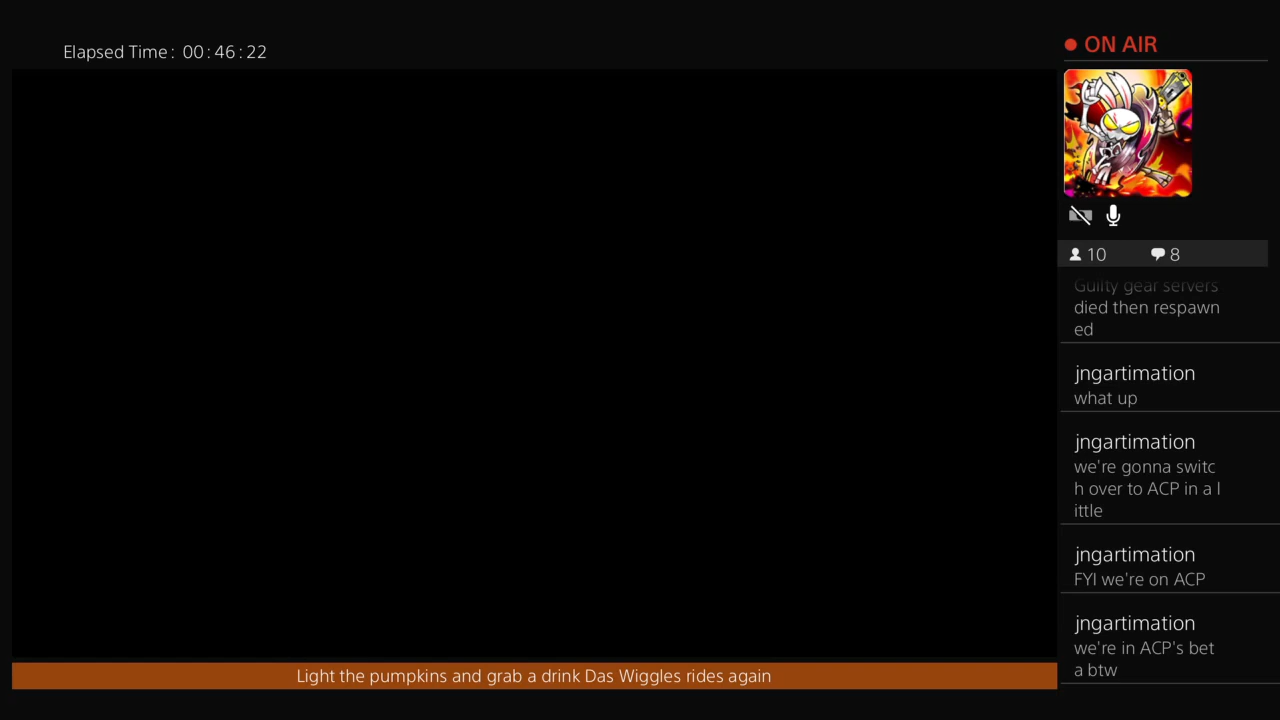 Elapsed Time: 00:46:22
ON AIR
10 8
Guilty gear servers
died then respawn
ed
jngartimation
what up
jngartimation
we're gonna switc
h over to ACP in a l
ittle
jngartimation
FYI we're on ACP
jngartimation
we're in ACP's bet
a btw
Light the pumpkins and grab a drink Das Wiggles rides again